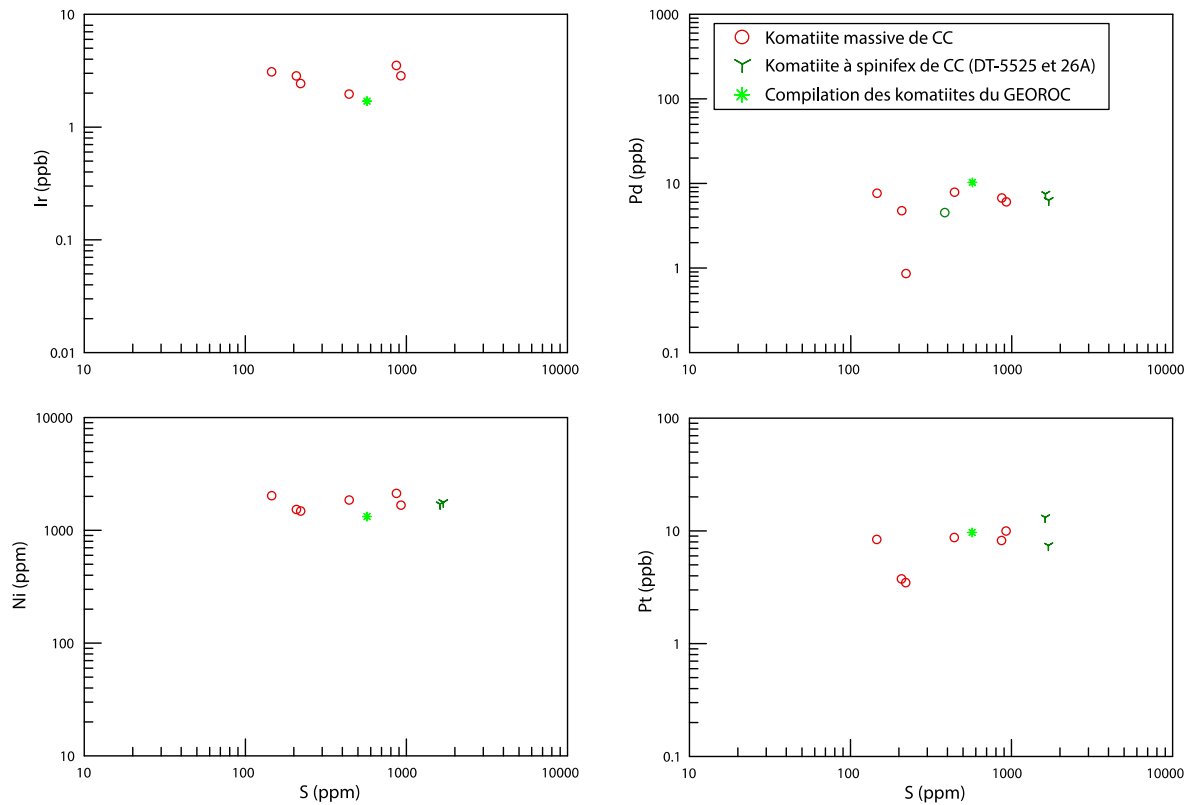 10
1
0.1
0.01
Ir (ppb)
10 100 1000 10000
1000
100
10
1
0.1
Pd (ppb)
10 100 1000 10000
Komatiite massive de CC
Komatiite à spinifex de CC (DT-5525 et 26A)
Compilation des komatiites du GEOROC
10000
1000
100
10
Ni (ppm)
10 100 1000 10000
S (ppm)
100
10
1
0.1
Pt (ppb)
10 100 1000 10000
S (ppm)